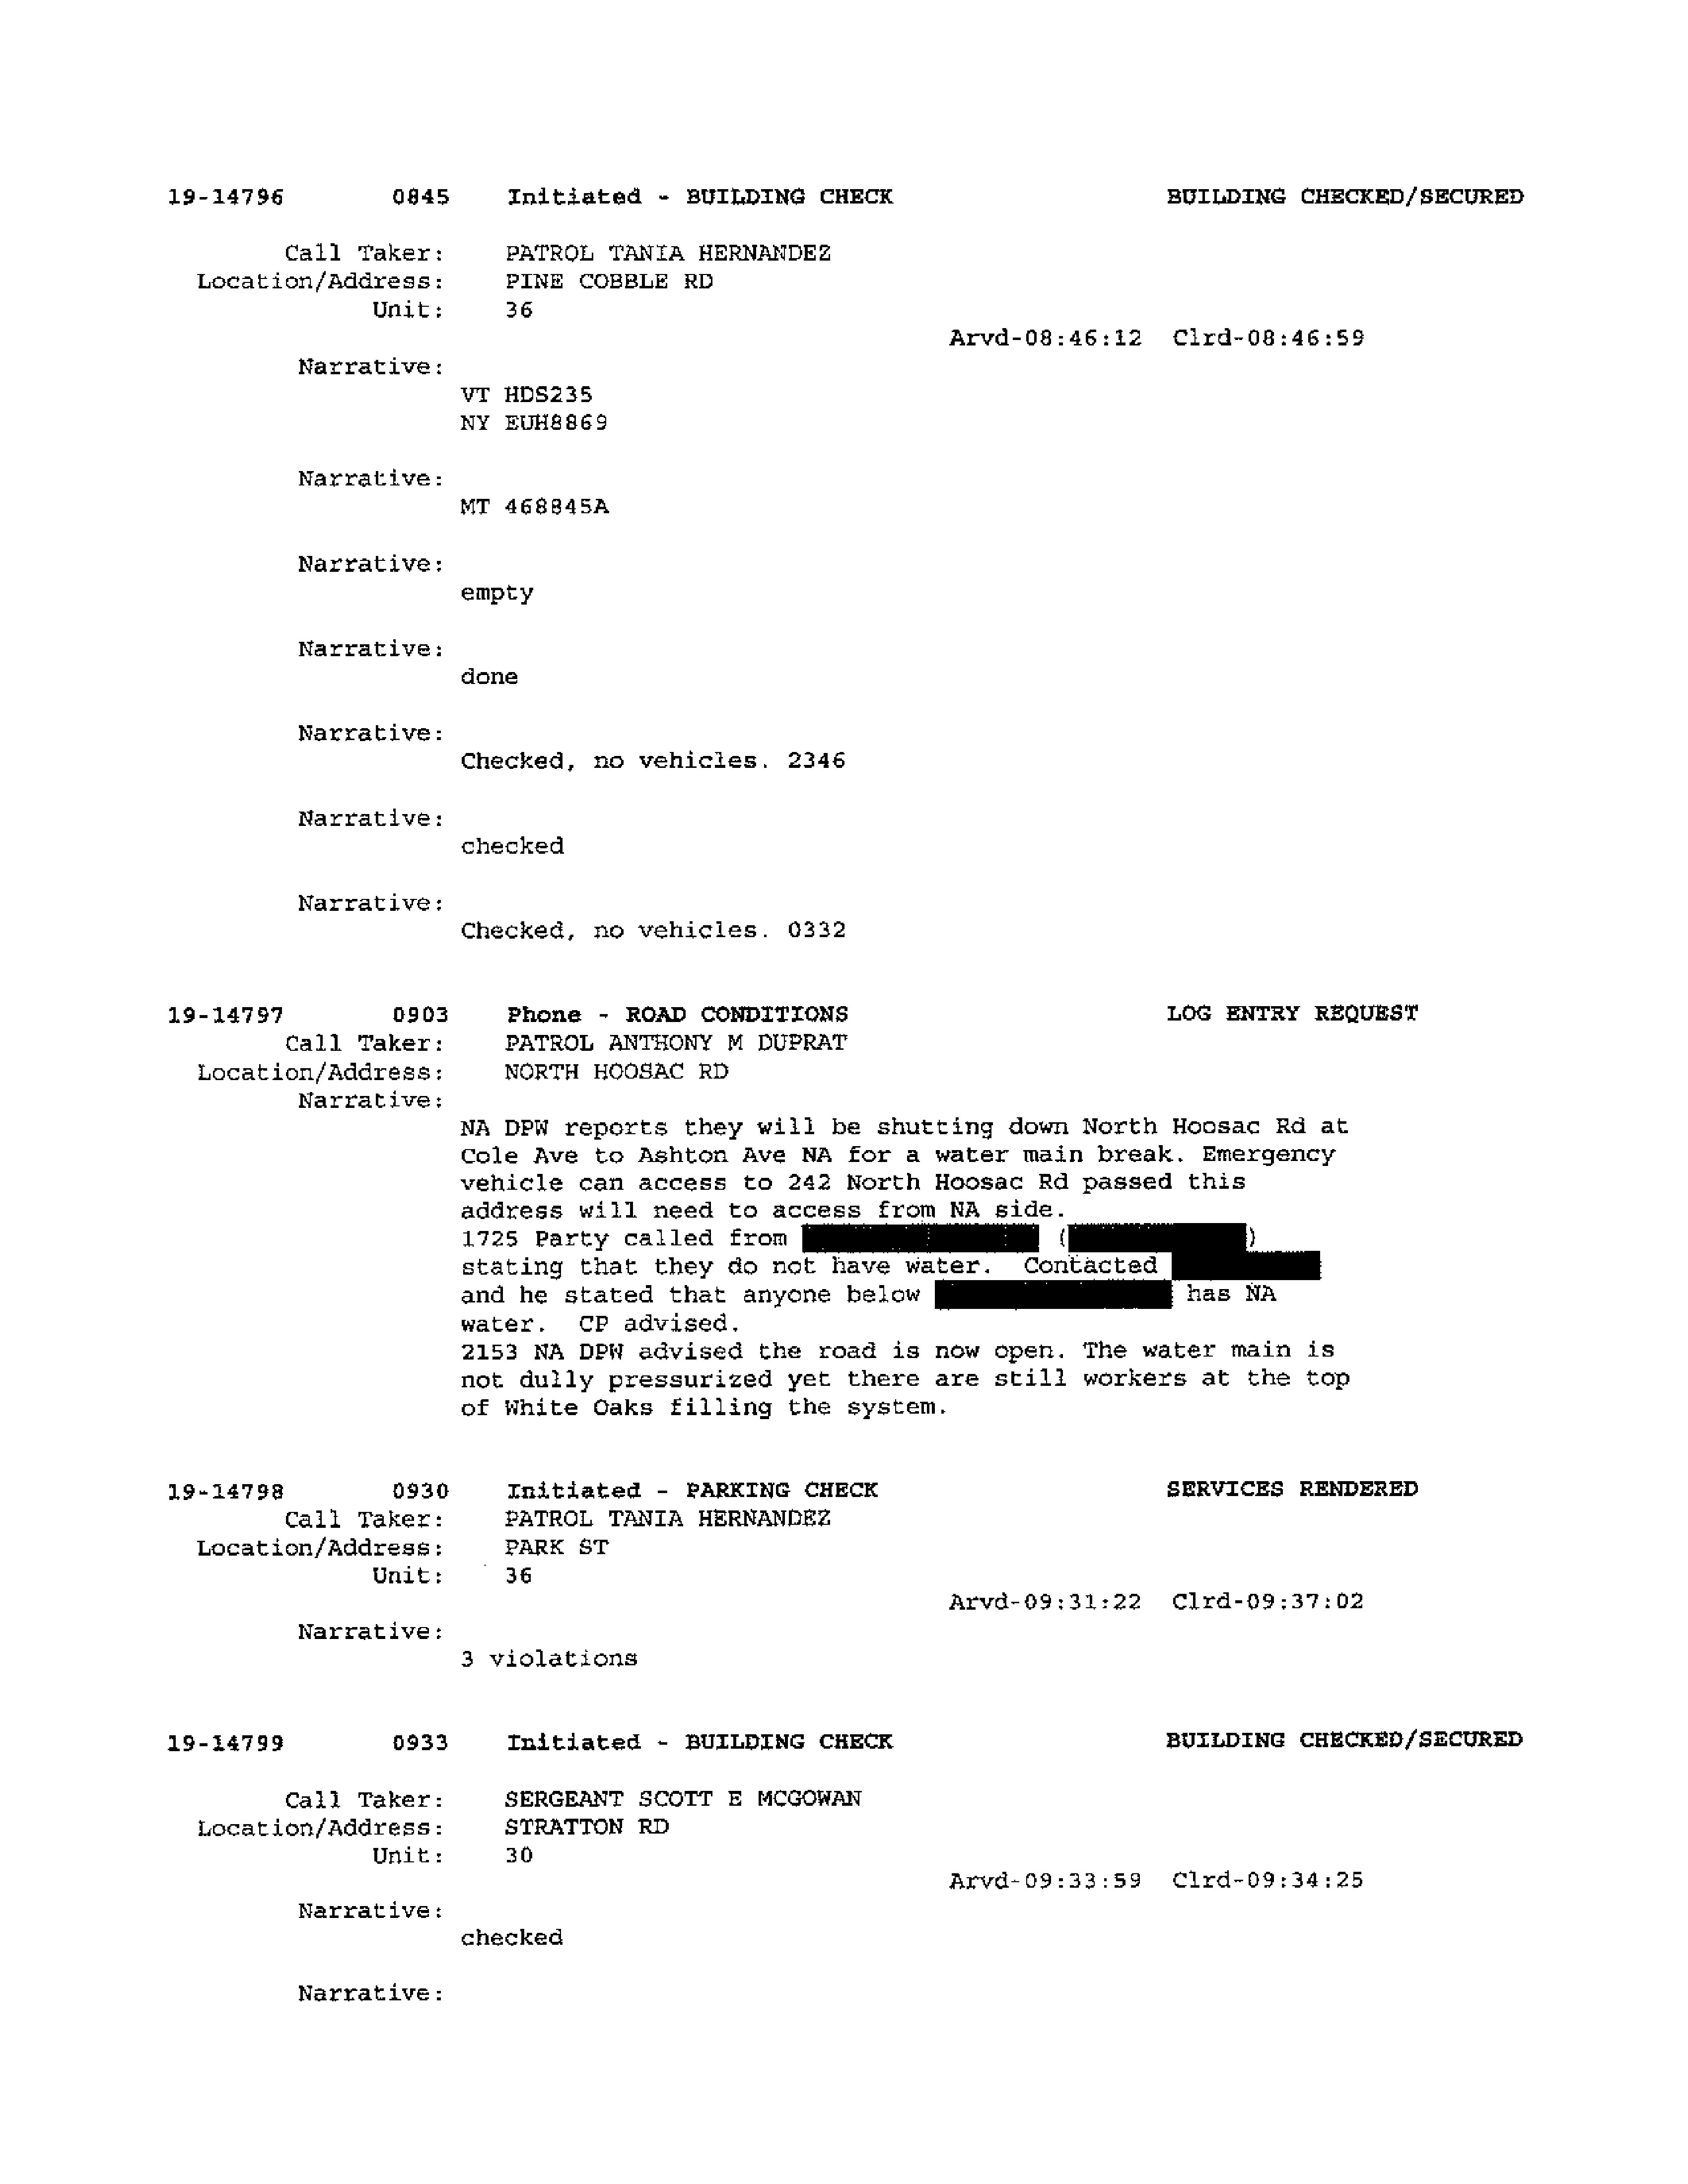 19-14796 0845 Initiated - BUILDING CHECK BUILDING CHECKED/SECURED
Call Taker: PATROL TANIA HERNANDEZ
Location/Address: PINE COBBLE RD
Unit: 36
Arvd-08:46:12 Clrd-08:46:59
Narrative:
VT HDS235
NY EUH8869
Narrative:
MT 468845A
Narrative:
empty
Narrative:
done
Narrative:
Checked, no vehicles. 2346
Narrative:
checked
Narrative:
Checked, no vehicles. 0332
19-14797 0903 Phone - ROAD CONDITIONS LOG ENTRY REQUEST
Call Taker: PATROL ANTHONY M DUPRAT
Location/Address: NORTH HOOSAC RD
Narrative:
NA DPW reports they will be shutting down North Hoosac Rd at
Cole Ave to Ashton Ave NA for a water main break. Emergency
vehicle can access to 242 North Hoosac Rd passed this
address will need to access from NA side.
1725 Party called from ( )
stating that they do not have water. Contacted
and he stated that anyone below has NA
water. CP advised.
2153 NA DPW advised the road is now open. The water main is
not dully pressurized yet there are still workers at the top
of White Oaks filling the system.
19-14798 0930 Initiated - PARKING CHECK SERVICES RENDERED
Call Taker: PATROL TANIA HERNANDEZ
Location/Address: PARK ST
Unit: 36
Arvd-09:31:22 Clrd-09:37:02
Narrative:
3 violations
19-14799 0933 Initiated - BUILDING CHECK BUILDING CHECKED/SECURED
Call Taker: SERGEANT SCOTT E MCGOWAN
Location/Address: STRATTON RD
Unit: 30
Arvd-09:33:59 Clrd-09:34:25
Narrative:
checked
Narrative: